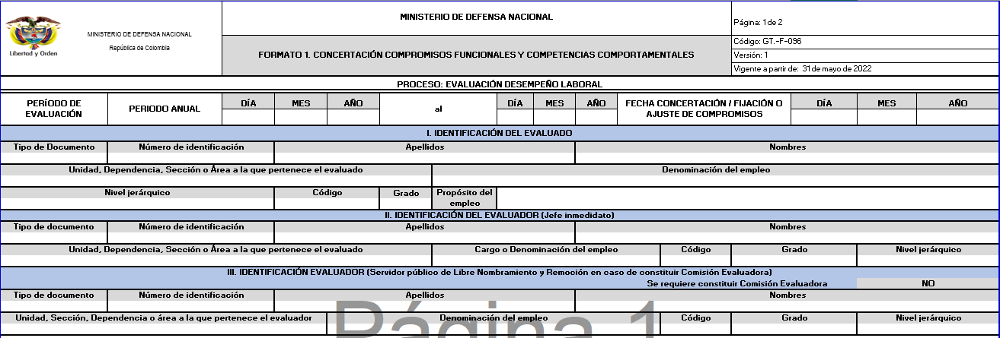 MINISTERIO DE DEFENSA NACIONAL
República de Colombia
Libertad y Orden
MINISTERIO DE DEFENSA NACIONAL
FORMATO 1. CONCERTACIÓN COMPROMISOS FUNCIONALES Y COMPETENCIAS COMPORTAMENTALES
Página: 1 de 2
Código: GT.-F-096
Versión: 1
Vigente a partir de: 31 de mayo de 2022
PROCESO: EVALUACIÓN DESEMPEÑO LABORAL
PERÍODO DE EVALUACIÓN PERIODO ANUAL DÍA MES AÑO al DÍA MES AÑO FECHA CONCERTACIÓN / FIJACIÓN O AJUSTE DE COMPROMISOS DÍA MES AÑO
I. IDENTIFICACIÓN DEL EVALUADO
Tipo de Documento Número de identificación Apellidos Nombres
Unidad, Dependencia, Sección o Área a la que pertenece el evaluado Denominación del empleo
Nivel jerárquico Código Grado Propósito del empleo
II. IDENTIFICACIÓN DEL EVALUADOR (Jefe inmedidato)
Tipo de documento Número de identificación Apellidos Nombres
Unidad, Dependencia, Sección o Área a la que pertenece el evaluado Cargo o Denominación del empleo Código Grado Nivel jerárquico
III. IDENTIFICACIÓN EVALUADOR (Servidor público de Libre Nombramiento y Remoción en caso de constituir Comisión Evaluadora)
Se requiere constituir Comisión Evaluadora NO
Tipo de documento Número de identificación Apellidos Nombres
Unidad, Sección, Dependencia o área a la que pertenece el evaluador Denominación del empleo Código Grado Nivel jerárquico
Página 1